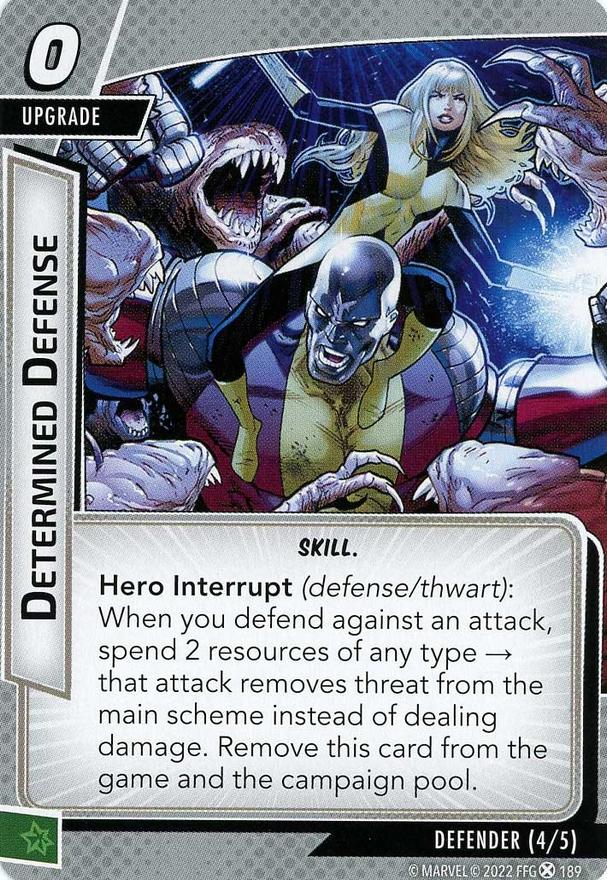 0
UPGRADE
DETERMINED DEFENSE
SKILL.
Hero Interrupt (defense/thwart):
When you defend against an attack,
spend 2 resources of any type →
that attack removes threat from the
main scheme instead of dealing
damage. Remove this card from the
game and the campaign pool.
DEFENDER (4/5)
© MARVEL © 2022 FFG 189